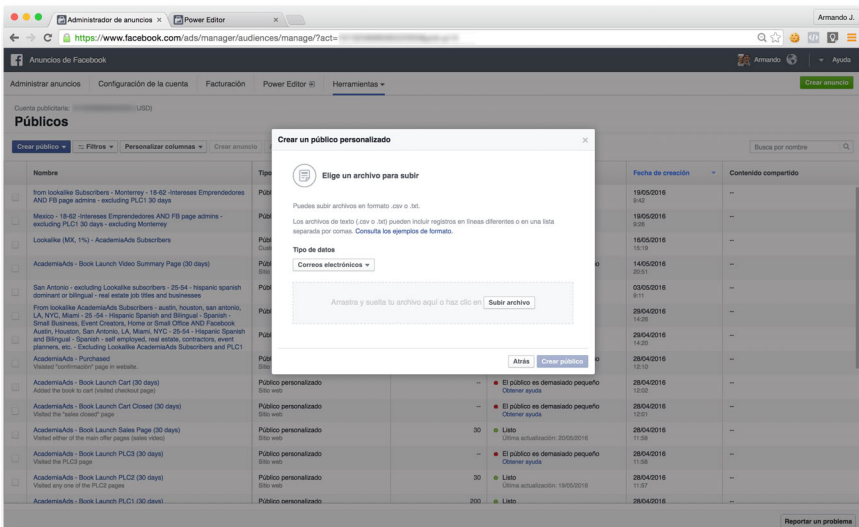 Administrador de anuncios
Power Editor
Armando J.
https://www.facebook.com/ads/manager/audiences/manage/?act=
Anuncios de Facebook
Armando
Ayuda
Administrar anuncios
Configuración de la cuenta
Facturación
Power Editor
Herramientas
Crear anuncio
Cuenta publicitaria:
(USD)
Públicos
Crear público
Filtros
Personalizar columnas
Crear anuncio
Busca por nombre
Nombre
Tipo
Fecha de creación
Contenido compartido
from lookalike Subscribers - Monterrey - 18-62 -Intereses Emprendedores
AND FB page admins - excluding PLC1 30 days
Públ
19/05/2016
9:42
--
Mexico - 18-62 -Intereses Emprendedores AND FB page admins -
excluding PLC1 30 days - excluding Monterrey
Públ
19/05/2016
9:26
--
Lookalike (MX, 1%) - AcademiaAds Subscribers
Públ
16/05/2016
15:19
--
AcademiaAds - Book Launch Video Summary Page (30 days)
Públ
Sitio
14/05/2016
20:51
--
San Antonio - excluding Lookalike subscribers - 25-54 - hispanic spanish
dominant or bilingual - real estate job titles and businesses
Públ
03/05/2016
8:11
--
From lookalike AcademiaAds Subscribers - austin, houston, san antonio,
LA, NYC, Miami - 25 -54 - Hispanic Spanish and Bilingual - Spanish -
Small Business, Event Creators, Home or Small Office AND Facebook
Públ
29/04/2016
14:26
--
Austin, Houston, San Antonio, LA, Miami, NYC - 25-54 - Hispanic Spanish
and Bilingual - Spanish - self employed, real estate, contractors, event
planners, etc. - Excluding Lookalike AcademiaAds Subscribers and PLC1
Públ
29/04/2016
14:20
--
AcademiaAds - Purchased
Visited "confirmación" page in website.
Públ
Sitio
28/04/2016
12:10
--
AcademiaAds - Book Launch Cart (30 days)
Added the book to cart (visited checkout page)
Público personalizado
Sitio web
--
El público es demasiado pequeño
Obtener ayuda
28/04/2016
12:02
--
AcademiaAds - Book Launch Cart Closed (30 days)
Visited the "sales closed" page
Público personalizado
Sitio web
--
El público es demasiado pequeño
Obtener ayuda
28/04/2016
12:01
--
AcademiaAds - Book Launch Sales Page (30 days)
Visited either of the main offer pages (sales video)
Público personalizado
Sitio web
30
Listo
Última actualización: 20/05/2016
28/04/2016
11:59
--
AcademiaAds - Book Launch PLC3 (30 days)
Visited the PLC3 page
Público personalizado
Sitio web
--
El público es demasiado pequeño
Obtener ayuda
28/04/2016
11:58
--
AcademiaAds - Book Launch PLC2 (30 days)
Visited any one of the PLC2 pages
Público personalizado
Sitio web
30
Listo
Última actualización: 19/05/2016
28/04/2016
11:57
--
AcademiaAds - Book Launch PLC1 (30 days)
Público personalizado
200
Listo
28/04/2016
--
Crear un público personalizado
Elige un archivo para subir
Puedes subir archivos en formato .csv o .txt.
Los archivos de texto (.csv o .txt) pueden incluir registros en líneas diferentes o en una lista
separada por comas. Consulta los ejemplos de formato.
Tipo de datos
Correos electrónicos
Arrastra y suelta tu archivo aquí o haz clic en
Subir archivo
Atrás
Crear público
Reportar un problema